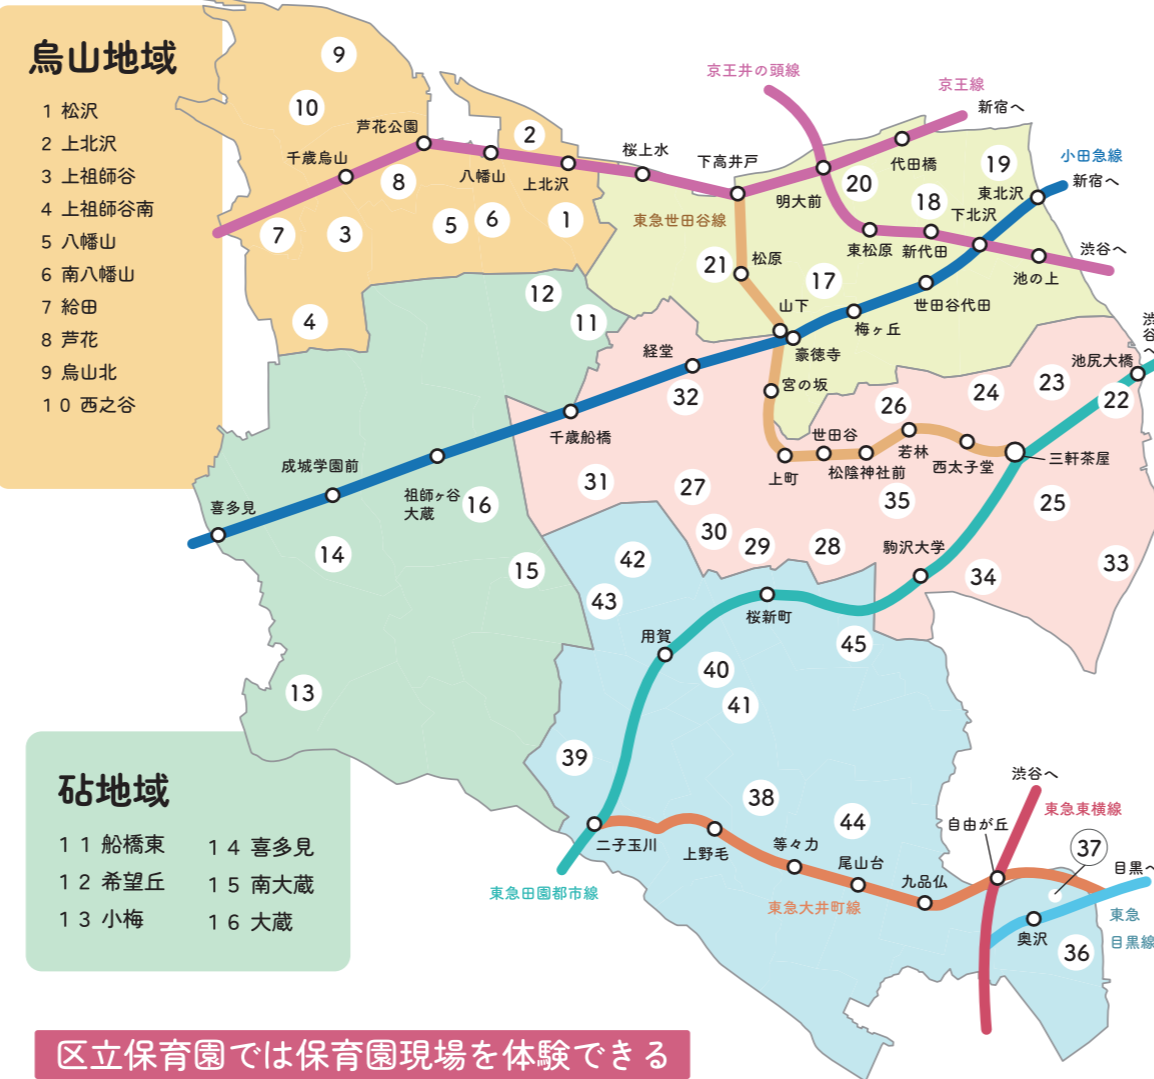 烏山地域
1 松沢
2 上北沢
3 上祖師谷
4 上祖師谷南
5 八幡山
6 南八幡山
7 給田
8 芦花
9 烏山北
10 西之谷
砧地域
11 船橋東
12 希望丘
13 小梅
14 喜多見
15 南大蔵
16 大蔵
京王井の頭線
京王線
新宿へ
小田急線
新宿へ
9
10
芦花公園
2
千歳烏山
8
八幡山
上北沢
桜上水
下高井戸
代田橋
19
東北沢
明大前
20
18
下北沢
7
3
5
6
1
東急世田谷線
東松原
新代田
渋谷へ
池の上
21
松原
17
世田谷代田
12
11
4
山下
梅ヶ丘
豪徳寺
渋谷へ
経堂
池尻大橋
32
宮の坂
24
23
22
26
千歳船橋
世田谷
若林
西太子堂
三軒茶屋
上町
松陰神社前
成城学園前
祖師ヶ谷
大蔵
16
31
27
35
25
喜多見
30
29
28
駒沢大学
14
15
42
34
33
43
桜新町
用賀
45
40
41
13
39
38
44
渋谷へ
東急東横線
自由が丘
37
目黒へ
二子玉川
上野毛
等々力
尾山台
九品仏
東急田園都市線
東急大井町線
奥沢
東急
目黒線
36
区立保育園では保育園現場を体験できる